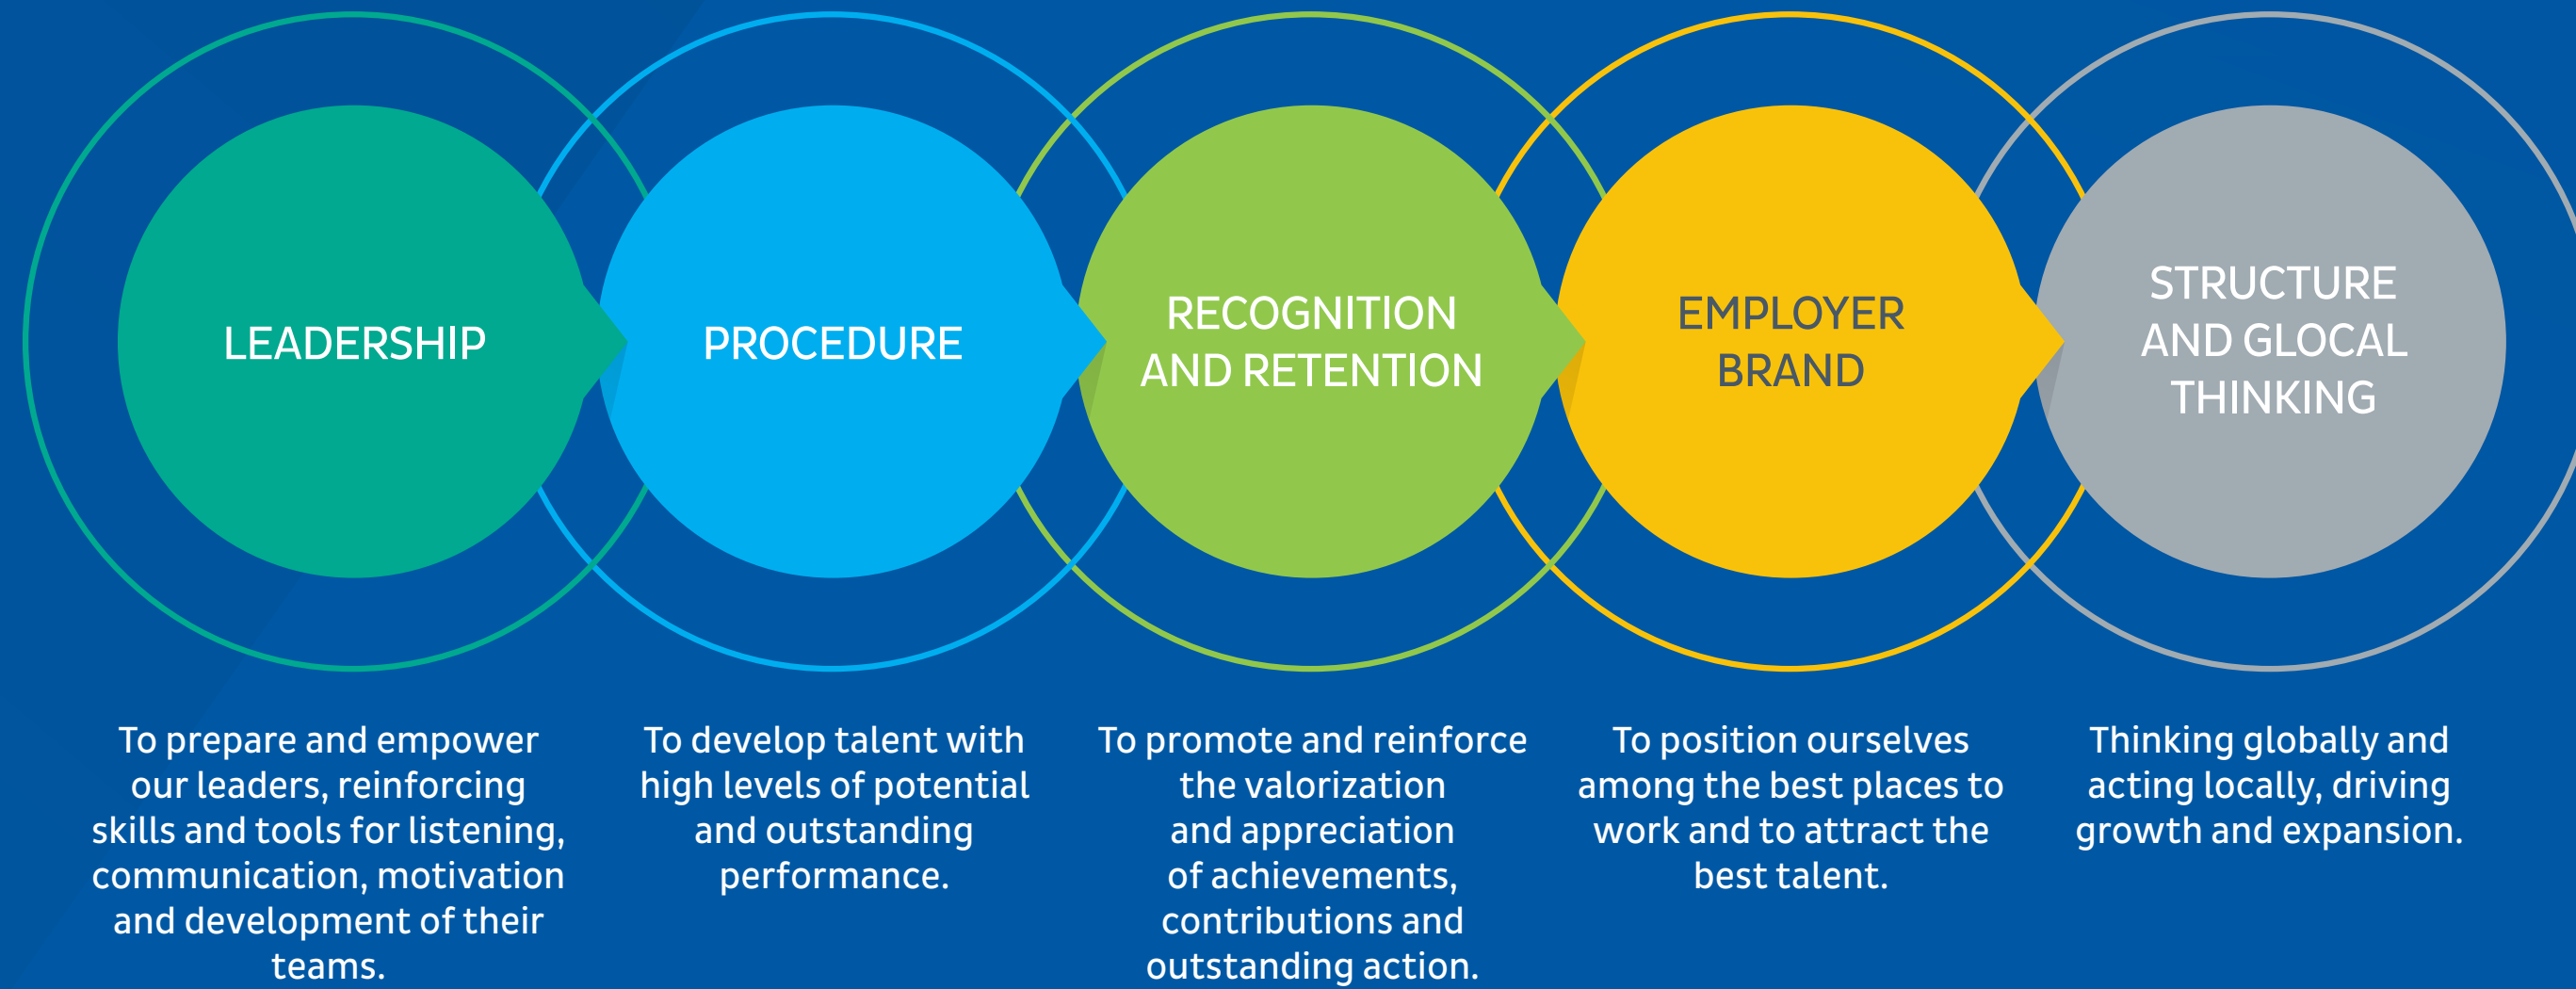 LEADERSHIP
PROCEDURE
RECOGNITION
AND RETENTION
EMPLOYER
BRAND
STRUCTURE
AND GLOCAL
THINKING
To prepare and empower
our leaders, reinforcing
skills and tools for listening,
communication, motivation
and development of their
teams.
To develop talent with
high levels of potential
and outstanding
performance.
To promote and reinforce
the valorization
and appreciation
of achievements,
contributions and
outstanding action.
To position ourselves
among the best places to
work and to attract the
best talent.
Thinking globally and
acting locally, driving
growth and expansion.